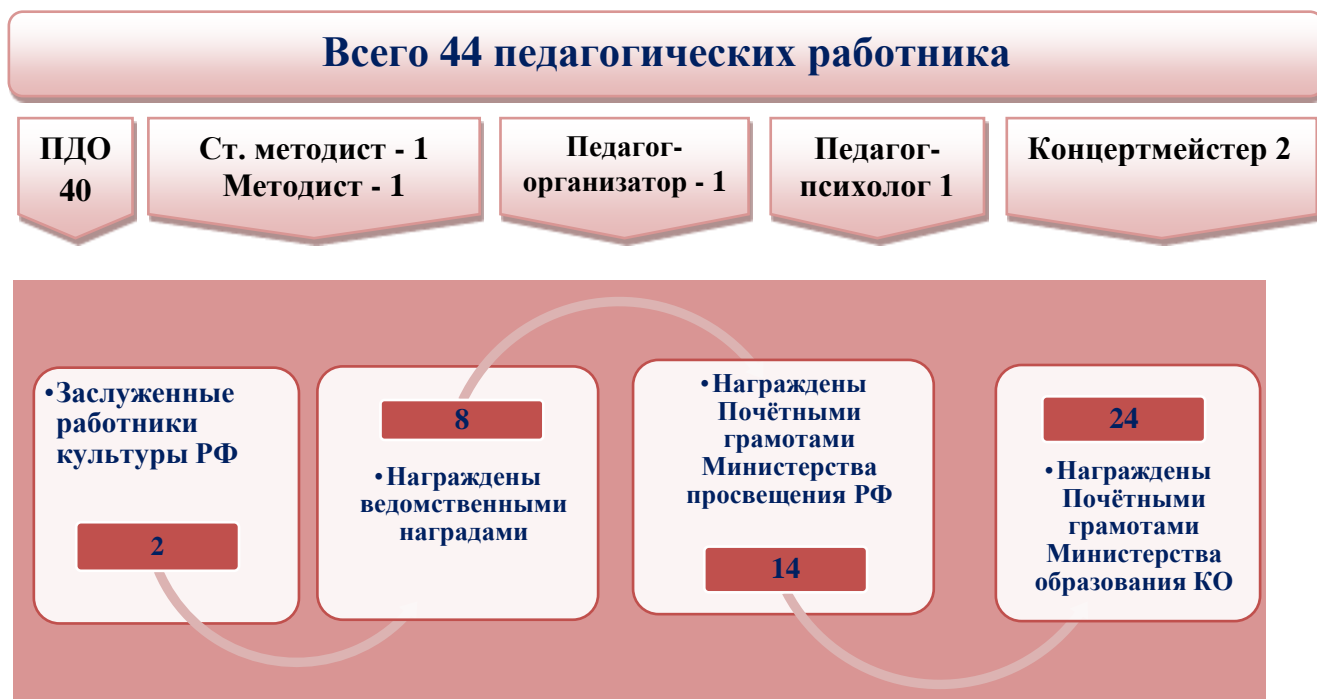 Всего 44 педагогических работника
ПДО
40
Ст. методист - 1
Методист - 1
Педагог-
организатор - 1
Педагог-
психолог 1
Концертмейстер 2
•Заслуженные
работники
культуры РФ
2
8
•Награждены
ведомственными
наградами
•Награждены
Почётными
грамотами
Министерства
просвещения РФ
14
24
•Награждены
Почётными
грамотами
Министерства
образования КО